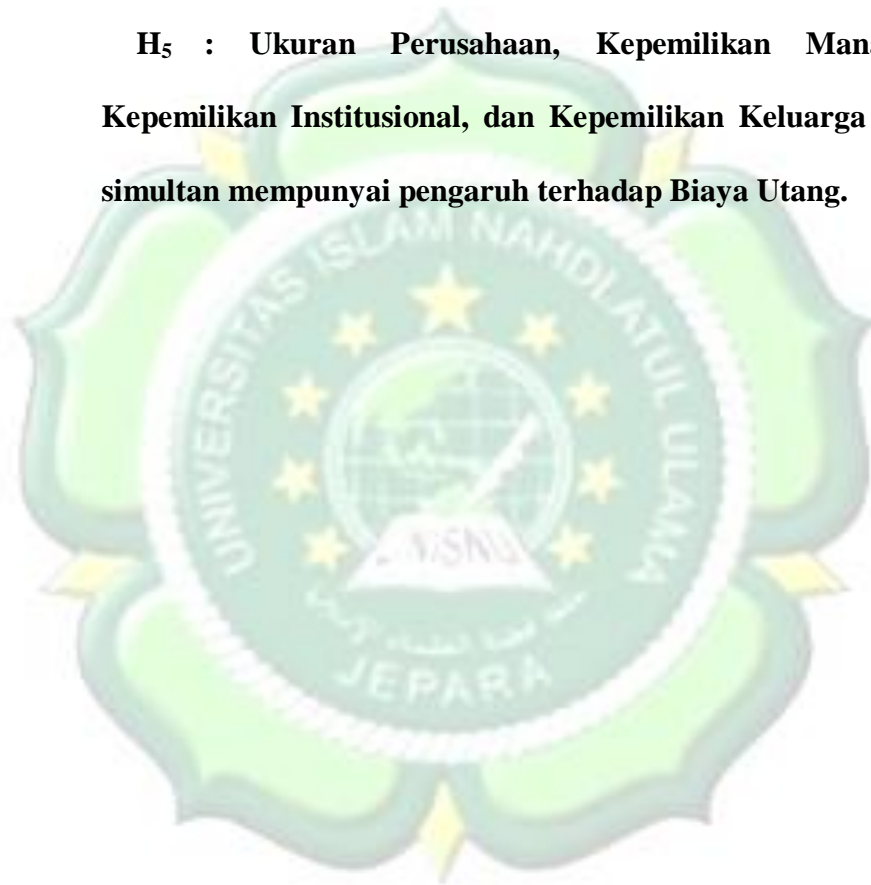 H₅ : Ukuran Perusahaan, Kepemilikan Mana
Kepemilikan Institusional, dan Kepemilikan Keluarga
simultan mempunyai pengaruh terhadap Biaya Utang.
UNIVERSITAS ISLAM NAHDLATUL ULAMA
JEPARA